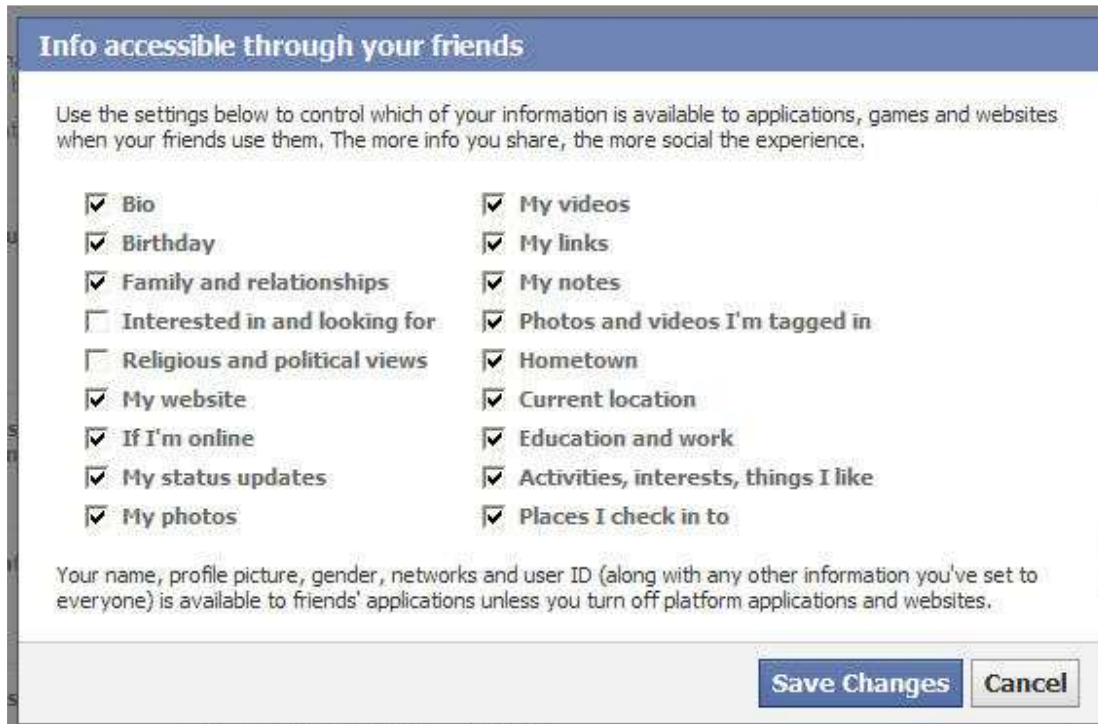 Info accessible through your friends
Use the settings below to control which of your information is available to applications, games and websites
when your friends use them. The more info you share, the more social the experience.
Bio
Birthday
Family and relationships
Interested in and looking for
Religious and political views
My website
If I'm online
My status updates
My photos
My videos
My links
My notes
Photos and videos I'm tagged in
Hometown
Current location
Education and work
Activities, interests, things I like
Places I check in to
Your name, profile picture, gender, networks and user ID (along with any other information you've set to
everyone) is available to friends' applications unless you turn off platform applications and websites.
Save Changes
Cancel